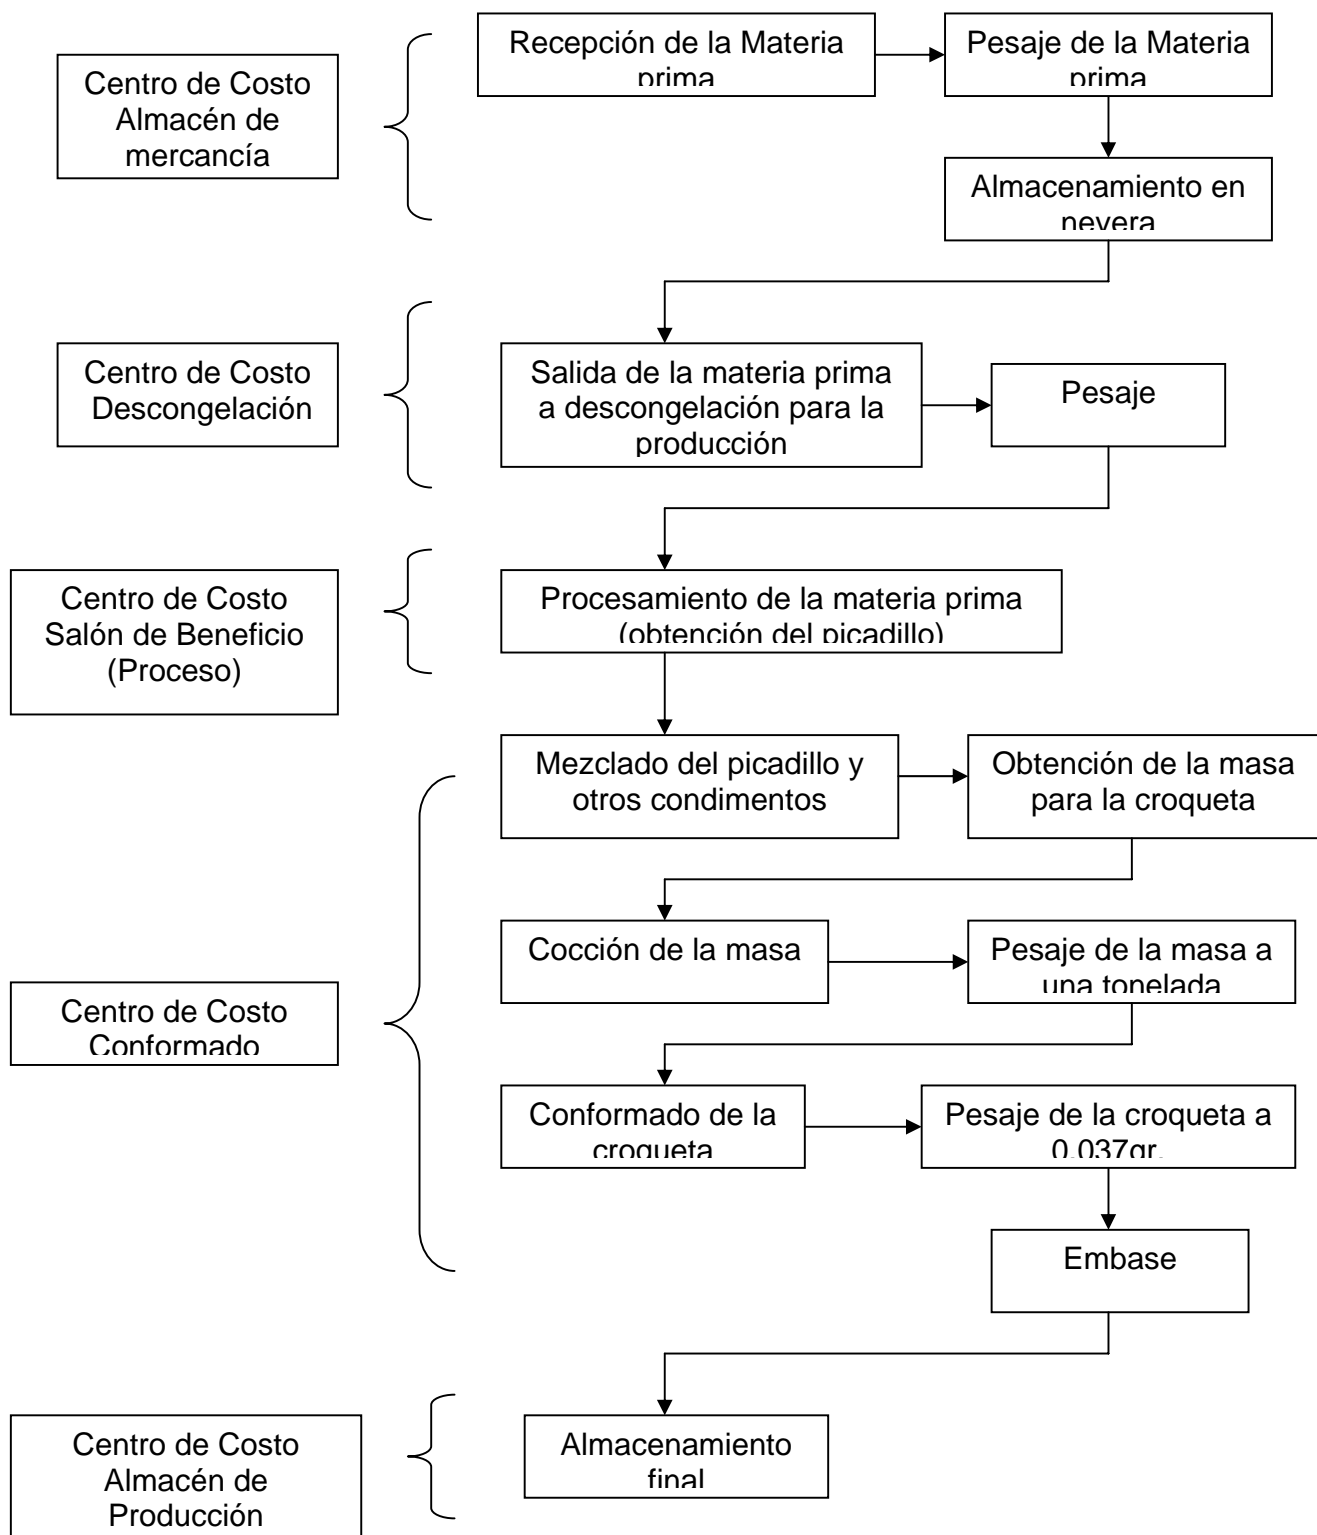 Centro de Costo
Almacén de
mercancía
Recepción de la Materia
prima
Pesaje de la Materia
prima
Almacenamiento en
nevera
Centro de Costo
Descongelación
Salida de la materia prima
a descongelación para la
producción
Pesaje
Centro de Costo
Salón de Beneficio
(Proceso)
Procesamiento de la materia prima
(obtención del picadillo)
Mezclado del picadillo y
otros condimentos
Obtención de la masa
para la croqueta
Cocción de la masa
Pesaje de la masa a
una tonelada
Centro de Costo
Conformado
Conformado de la
croqueta
Pesaje de la croqueta a
0.037gr.
Embase
Centro de Costo
Almacén de
Producción
Almacenamiento
final